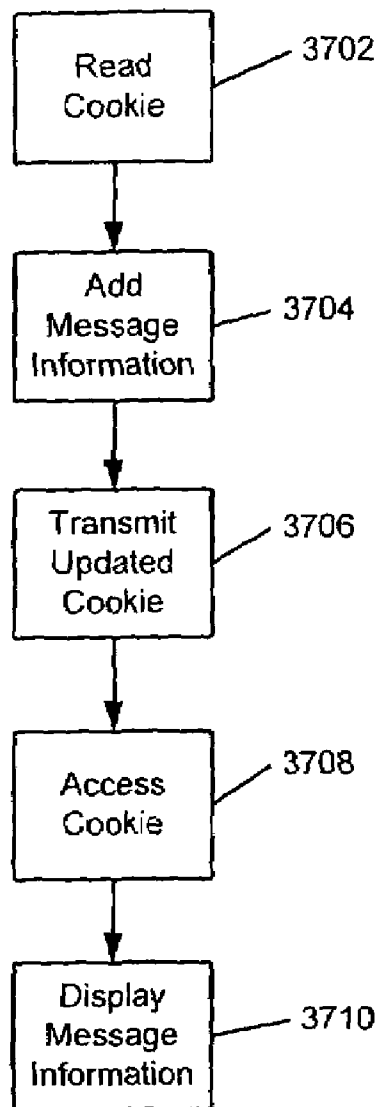 Read
Cookie
3702
Add
Message
Information
3704
Transmit
Updated
Cookie
3706
Access
Cookie
3708
Display
Message
Information
3710